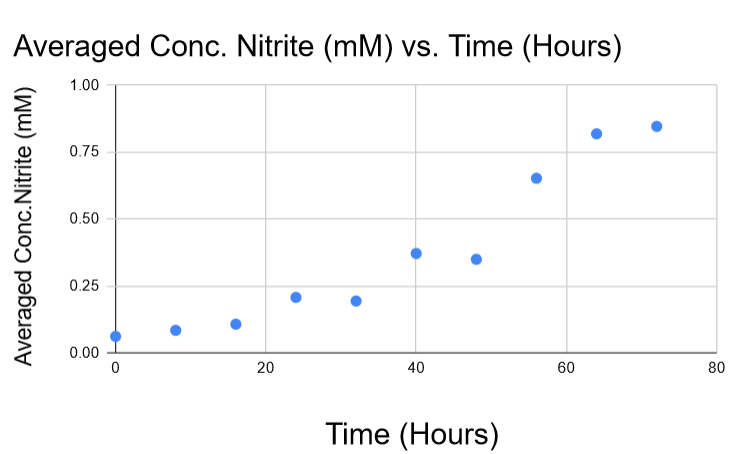 Averaged Conc. Nitrite (mM) vs. Time (Hours)
Averaged Conc.Nitrite (mM)
1.00
0.75
0.50
0.25
0.00
0 20 40 60 80
Time (Hours)